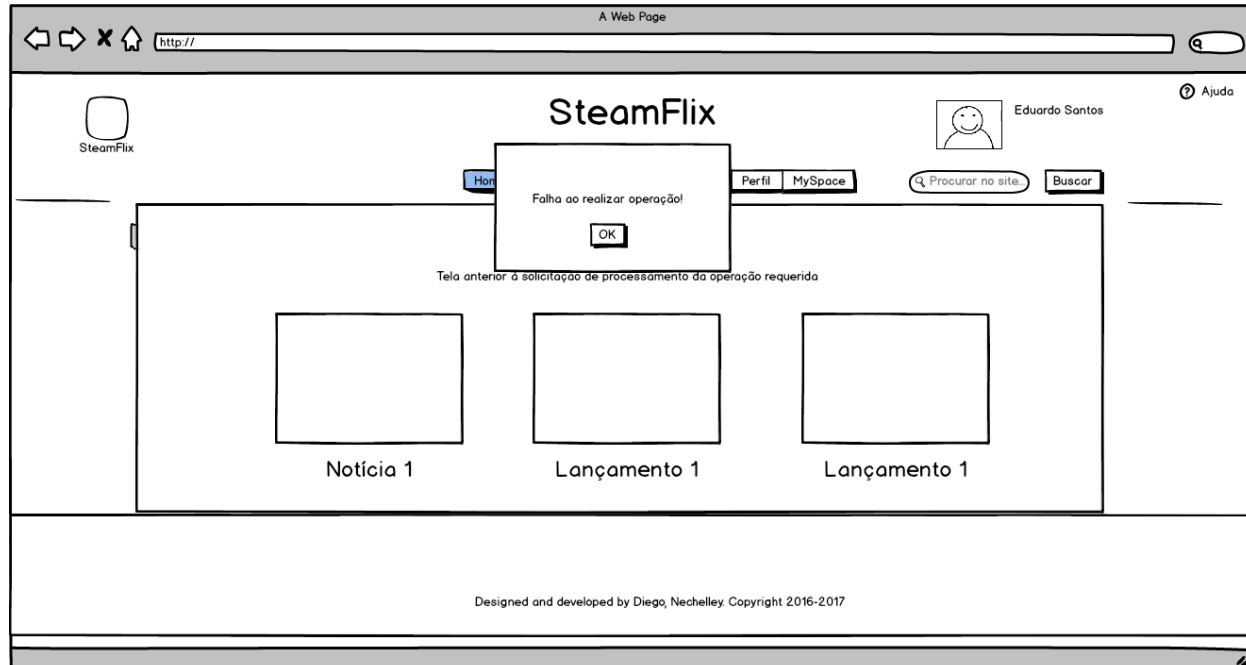 A Web Page
http://
Ajuda
SteamFlix
Eduardo Santos
SteamFlix
Perfil MySpace
Procurar no site...
Buscar
Falha ao realizar operação!
OK
Tela anterior à solicitação de processamento da operação requerida
Notícia 1
Lançamento 1
Lançamento 1
Designed and developed by Diego, Nechelley. Copyright 2016-2017